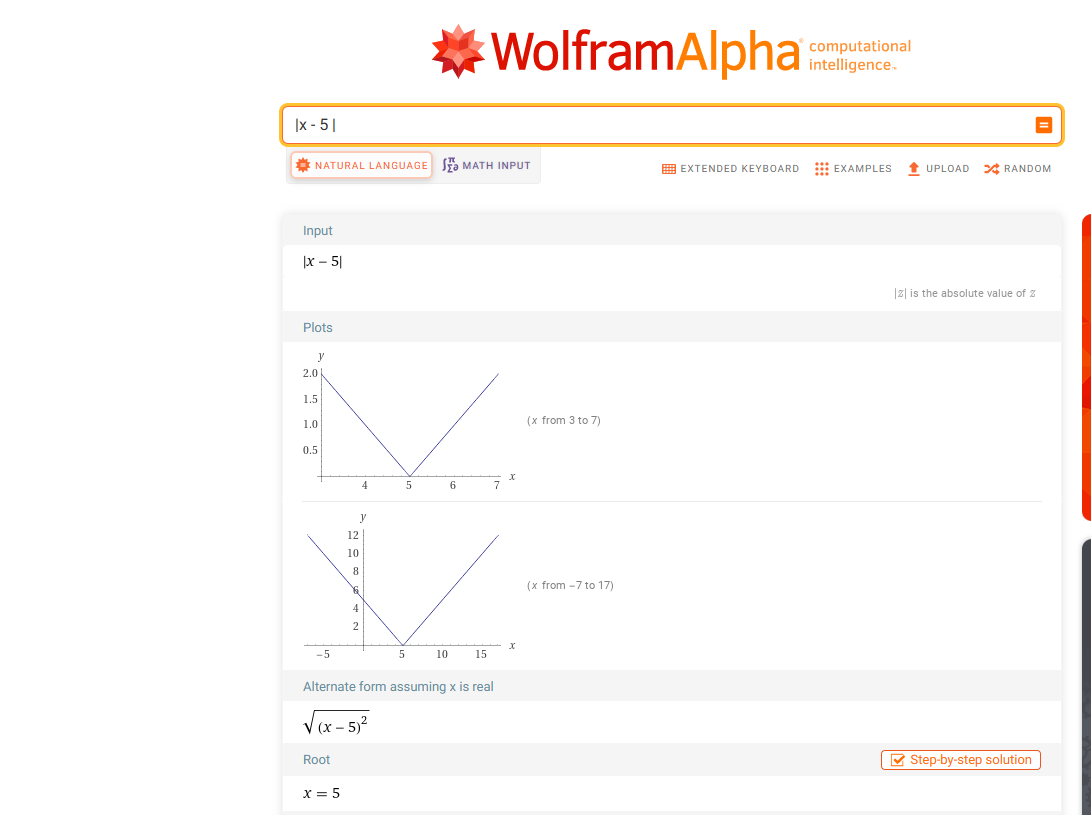 WolframAlpha computational intelligence™
|x - 5 |
NATURAL LANGUAGE MATH INPUT EXTENDED KEYBOARD EXAMPLES UPLOAD RANDOM
Input
|x − 5|
|z| is the absolute value of z
Plots
y
2.0
1.5
1.0
0.5
(x from 3 to 7)
4 5 6 7 x
y
12
10
8
6
4
2
(x from −7 to 17)
−5 5 10 15 x
Alternate form assuming x is real
√(x − 5)²
Root Step-by-step solution
x = 5